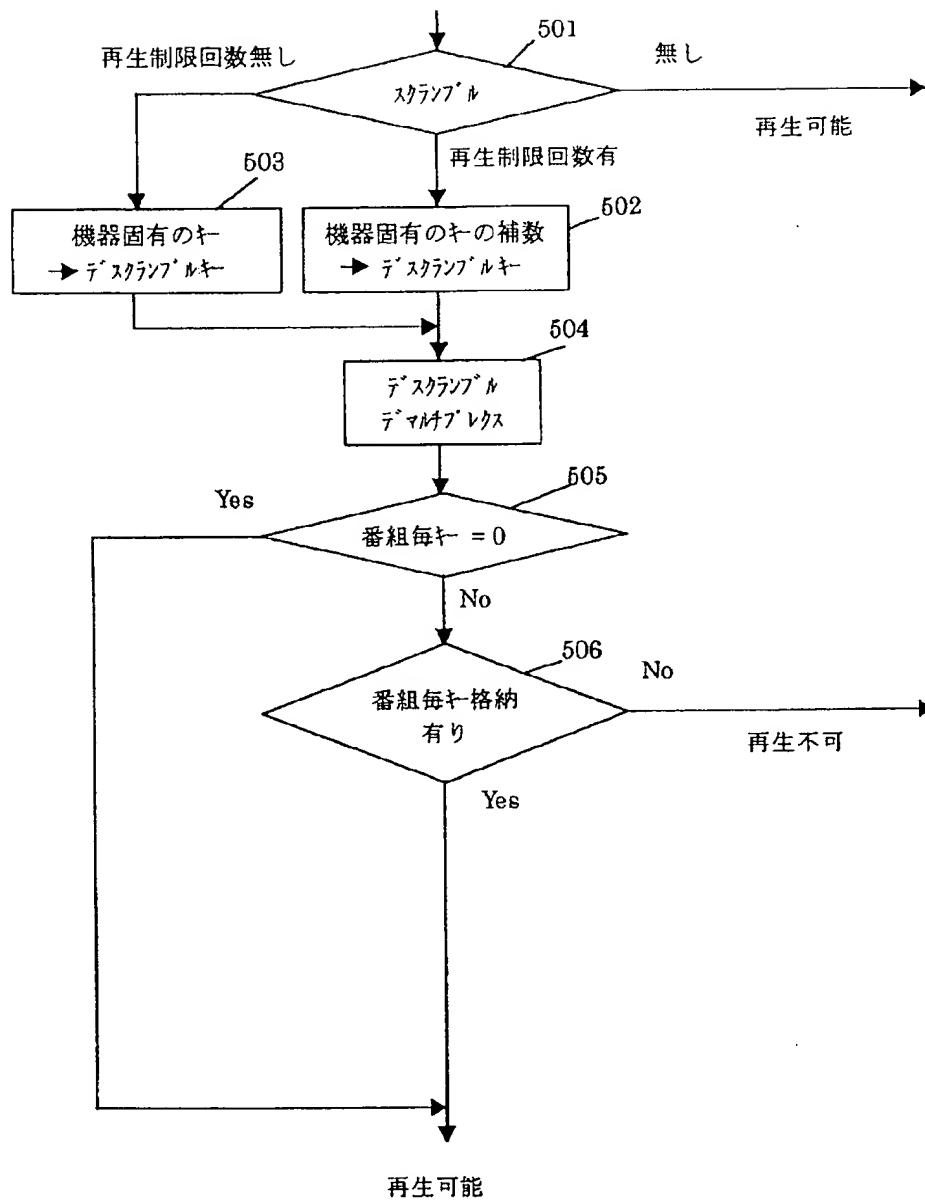 501
再生制限回数無し
無し
スクランブル
再生可能
再生制限回数有
503
502
機器固有のキー
→ デスクランブルキー
機器固有のキーの補数
→ デスクランブルキー
504
デスクランブル
デマルチプレクス
505
Yes
番組毎キー = 0
No
506
No
番組毎キー格納
有り
再生不可
Yes
再生可能